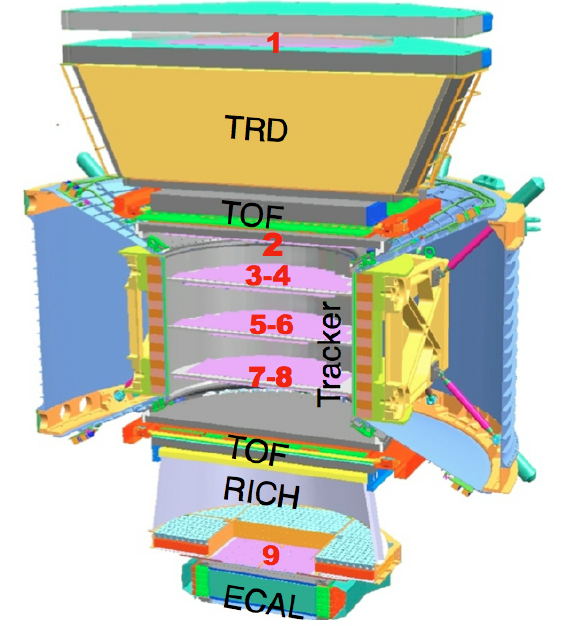 1
TRD
TOF
2
3-4
5-6
Tracker
7-8
TOF
RICH
9
ECAL